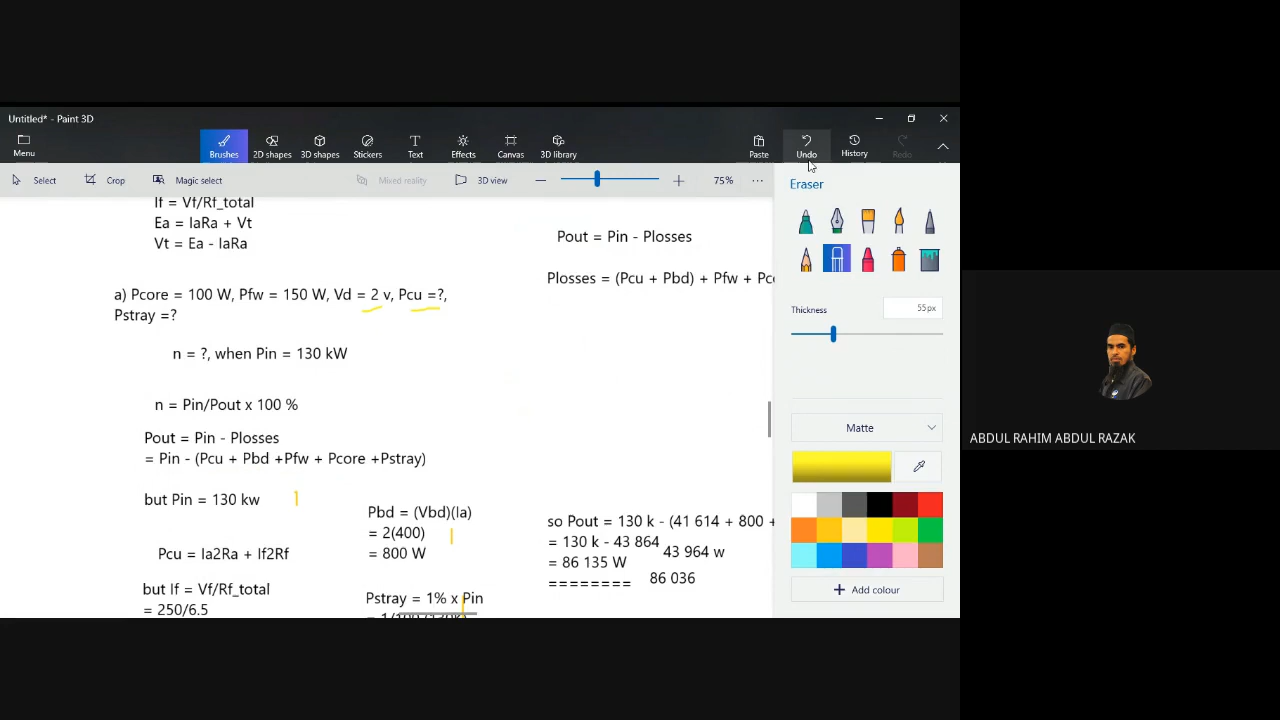 Untitled* - Paint 3D
Menu
Brushes
2D shapes
3D shapes
Stickers
Text
Effects
Canvas
3D library
Paste
Undo
History
Redo
Select
Crop
Magic select
Mixed reality
3D view
75%
If = Vf/Rf_total
Ea = IaRa + Vt
Vt = Ea - IaRa
a) Pcore = 100 W, Pfw = 150 W, Vd = 2 v, Pcu =?,
Pstray =?
n = ?, when Pin = 130 kW
n = Pin/Pout x 100 %
Pout = Pin - Plosses
= Pin - (Pcu + Pbd +Pfw + Pcore +Pstray)
but Pin = 130 kw
Pcu = Ia2Ra + If2Rf
but If = Vf/Rf_total
= 250/6.5
Pbd = (Vbd)(Ia)
= 2(400)
= 800 W
Pstray = 1% x Pin
Pout = Pin - Plosses
Plosses = (Pcu + Pbd) + Pfw + Pco
so Pout = 130 k - (41 614 + 800 +
= 130 k - 43 864
43 964 w
= 86 135 W
86 036
========
Eraser
Thickness
55px
Matte
Add colour
ABDUL RAHIM ABDUL RAZAK